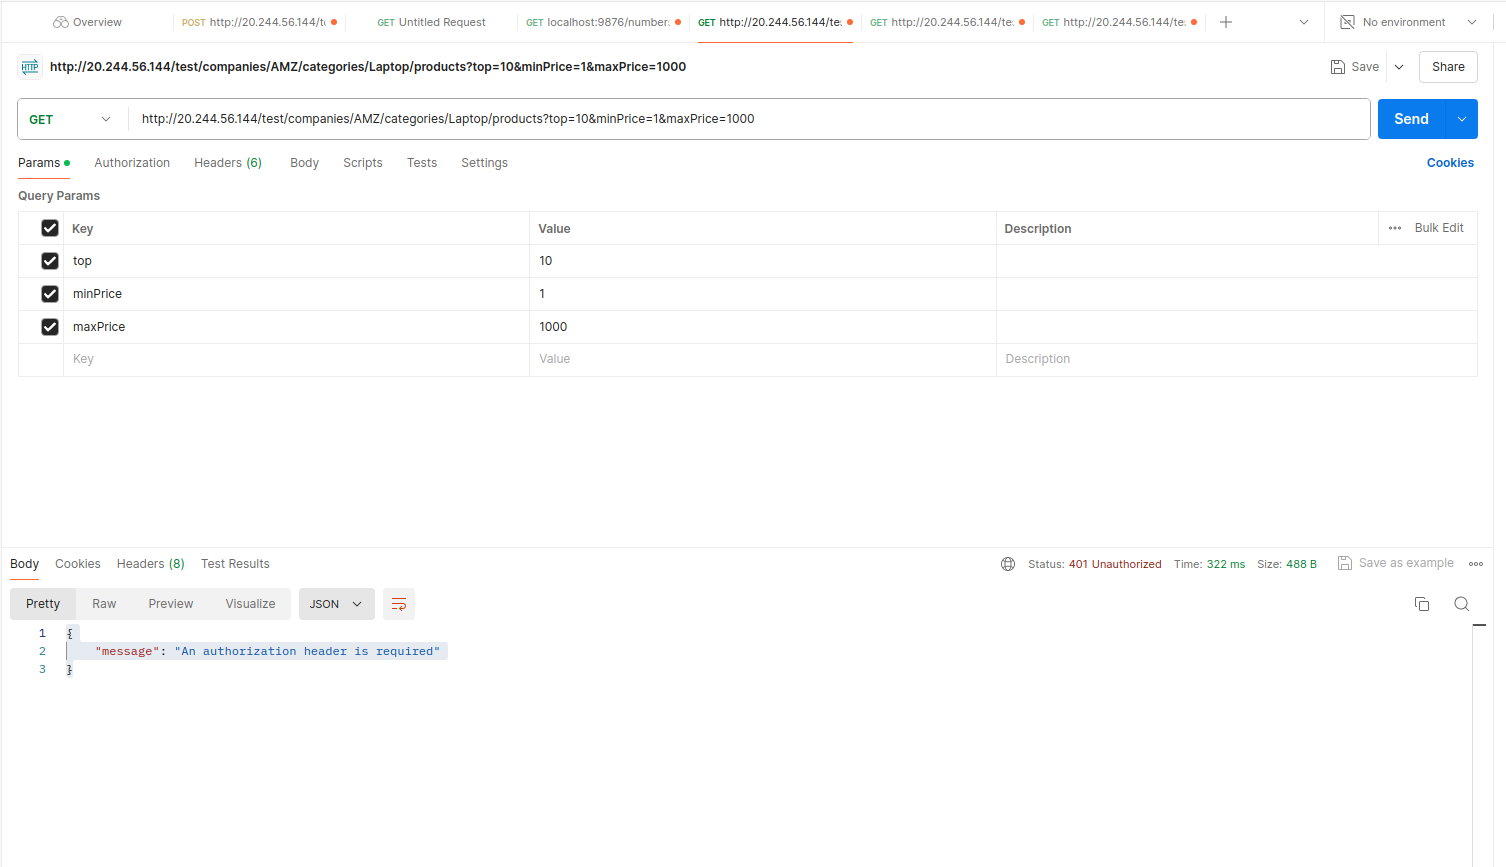 Overview
POST http://20.244.56.144/t
GET Untitled Request
GET localhost:9876/number
GET http://20.244.56.144/te
GET http://20.244.56.144/te
GET http://20.244.56.144/te
No environment
HTTP http://20.244.56.144/test/companies/AMZ/categories/Laptop/products?top=10&minPrice=1&maxPrice=1000
Save
Share
GET http://20.244.56.144/test/companies/AMZ/categories/Laptop/products?top=10&minPrice=1&maxPrice=1000
Send
Params Authorization Headers (6) Body Scripts Tests Settings Cookies
Query Params
Key Value Description Bulk Edit
top 10
minPrice 1
maxPrice 1000
Key Value Description
Body Cookies Headers (8) Test Results Status: 401 Unauthorized Time: 322 ms Size: 488 B Save as example
Pretty Raw Preview Visualize JSON
1 {
2 "message": "An authorization header is required"
3 }